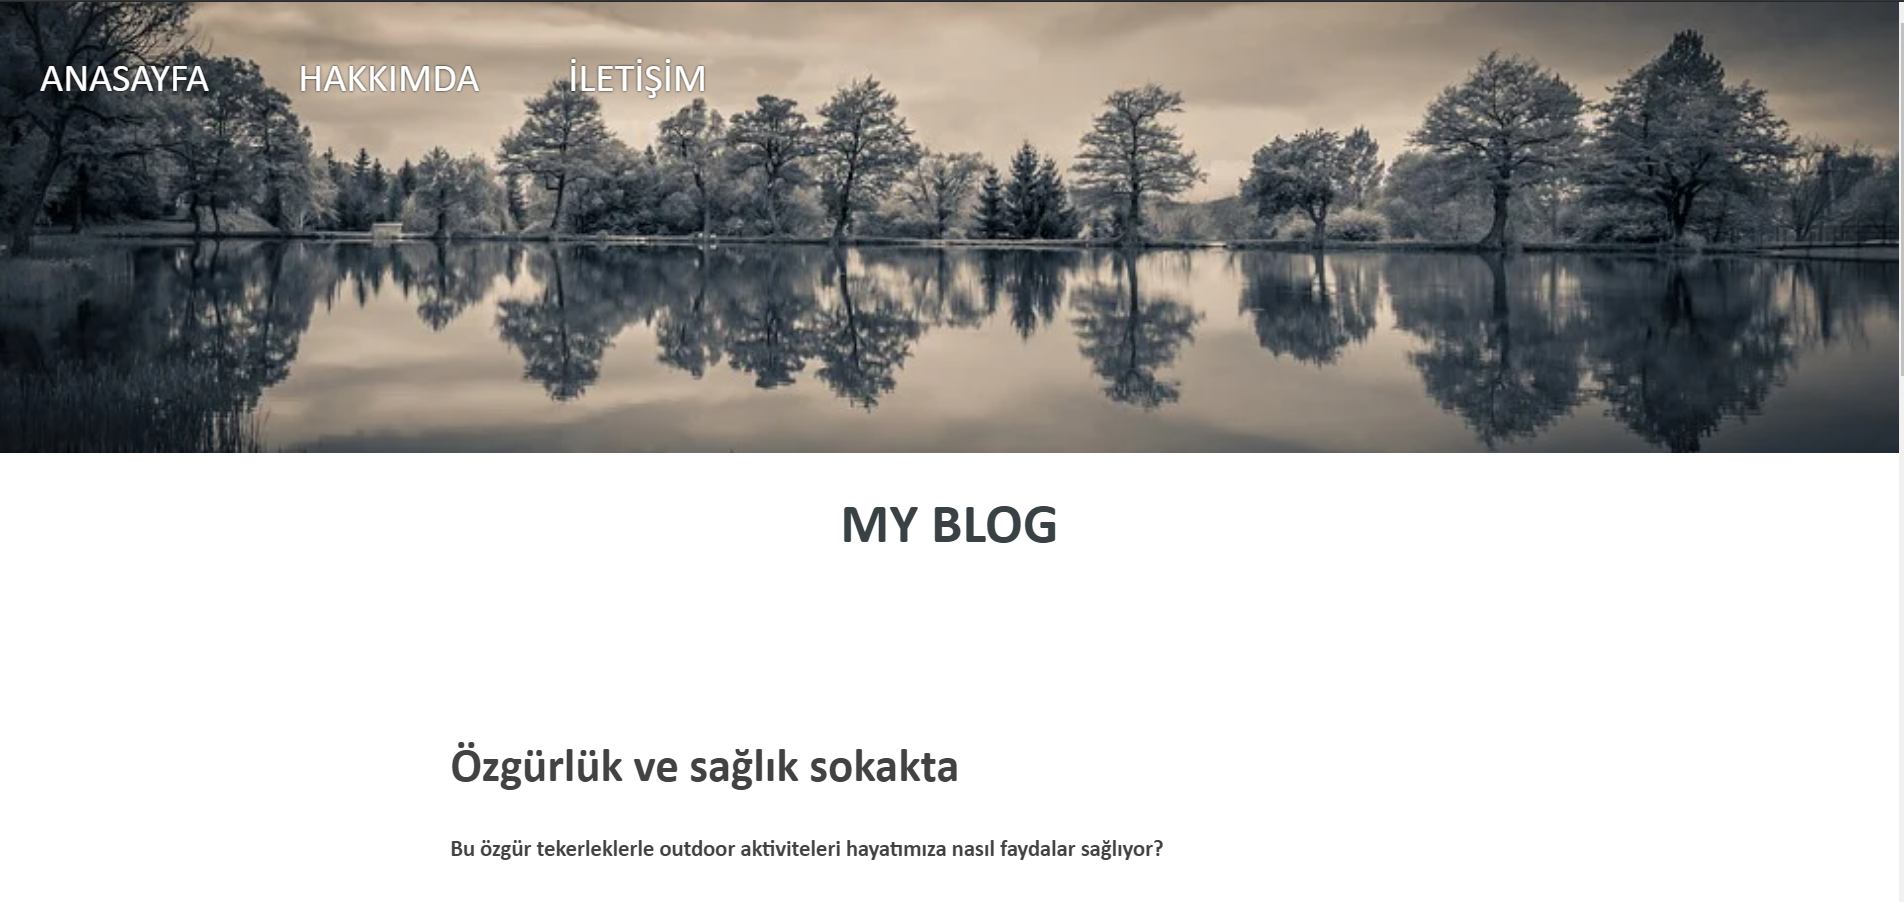 ANASAYFA HAKKIMDA İLETİŞİM
MY BLOG
Özgürlük ve sağlık sokakta
Bu özgür tekerleklerle outdoor aktiviteleri hayatımıza nasıl faydalar sağlıyor?